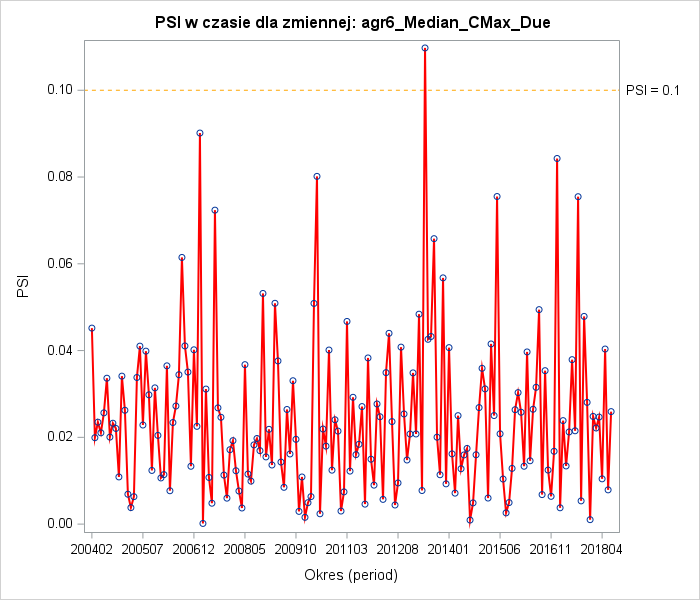 PSI w czasie dla zmiennej: agr6_Median_CMax_Due
0.10
PSI = 0.1
0.08
0.06
PSI
0.04
0.02
0.00
200402 200507 200612 200805 200910 201103 201208 201401 201506 201611 201804
Okres (period)